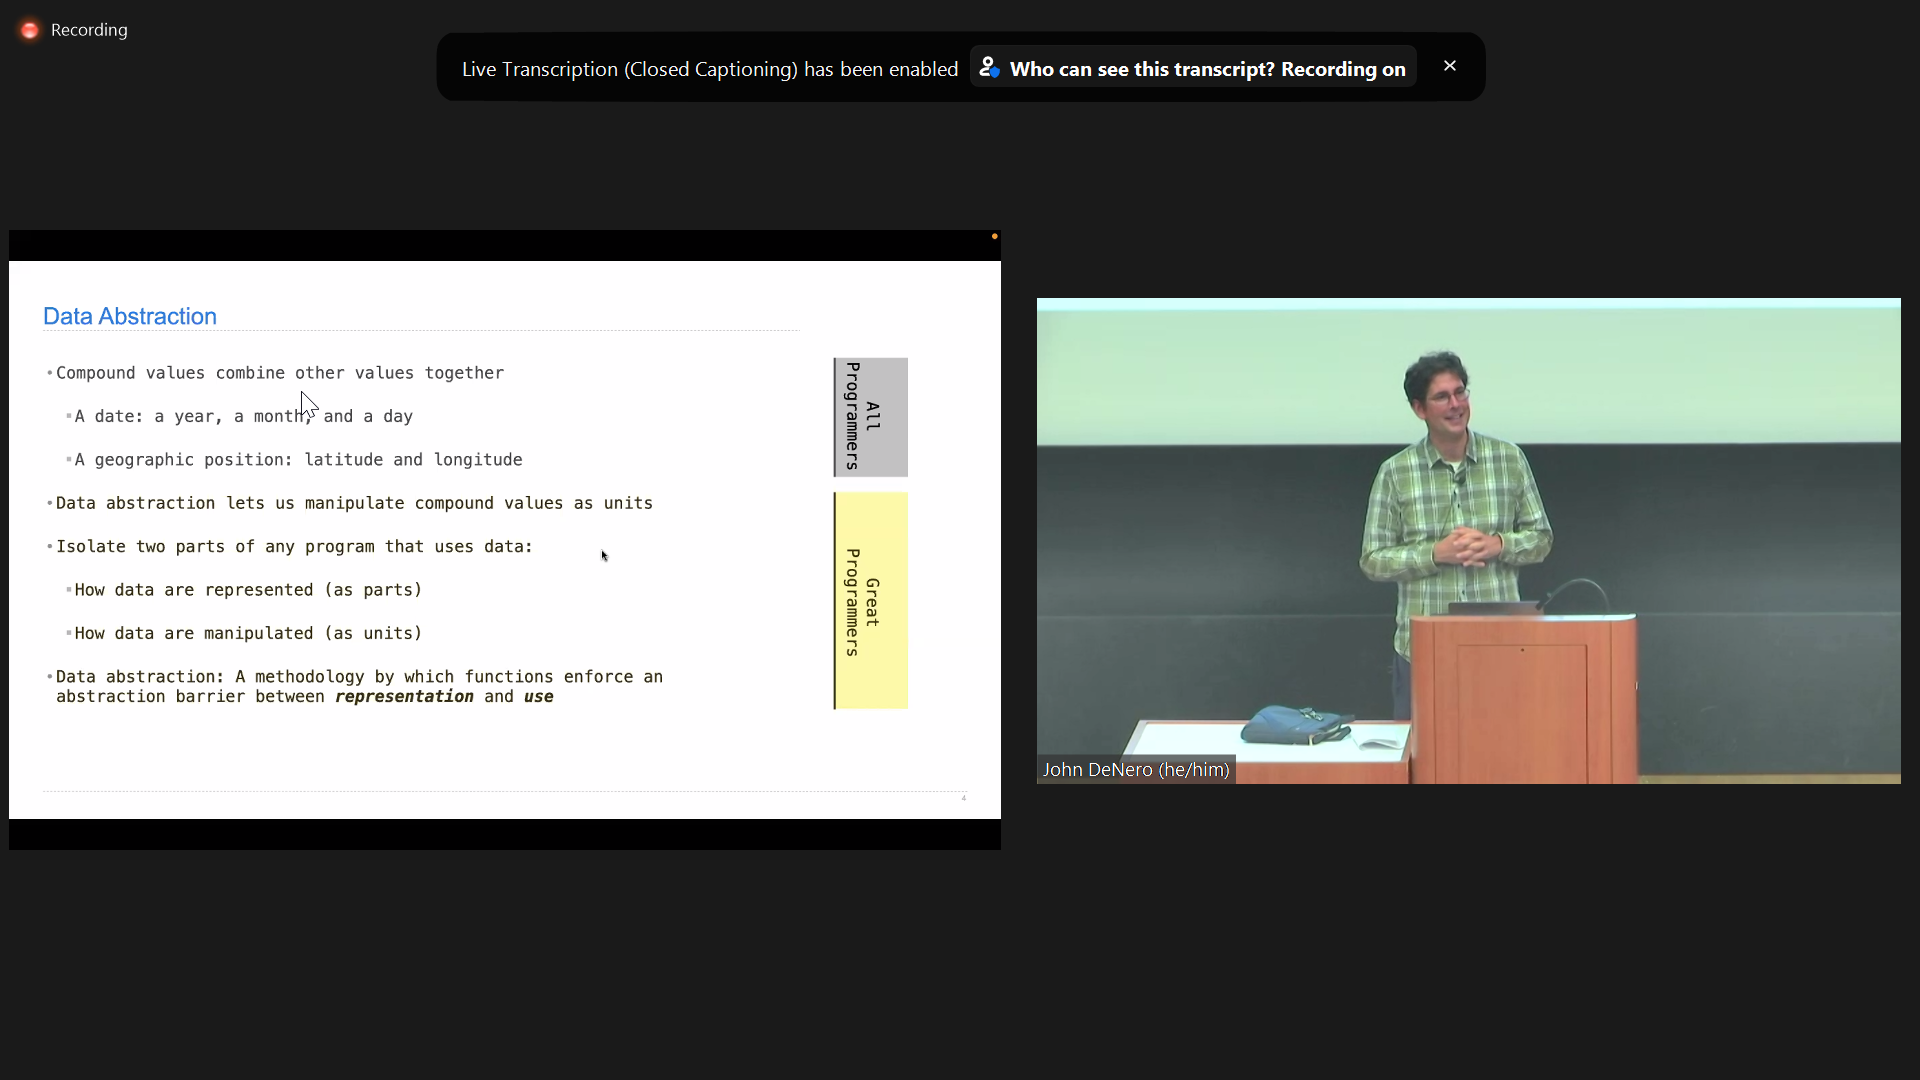 Recording
Live Transcription (Closed Captioning) has been enabled Who can see this transcript? Recording on
Data Abstraction
•Compound values combine other values together
▪A date: a year, a month, and a day
▪A geographic position: latitude and longitude
•Data abstraction lets us manipulate compound values as units
•Isolate two parts of any program that uses data:
▪How data are represented (as parts)
▪How data are manipulated (as units)
•Data abstraction: A methodology by which functions enforce an
abstraction barrier between representation and use
All
Programmers
Great
Programmers
4
John DeNero (he/him)